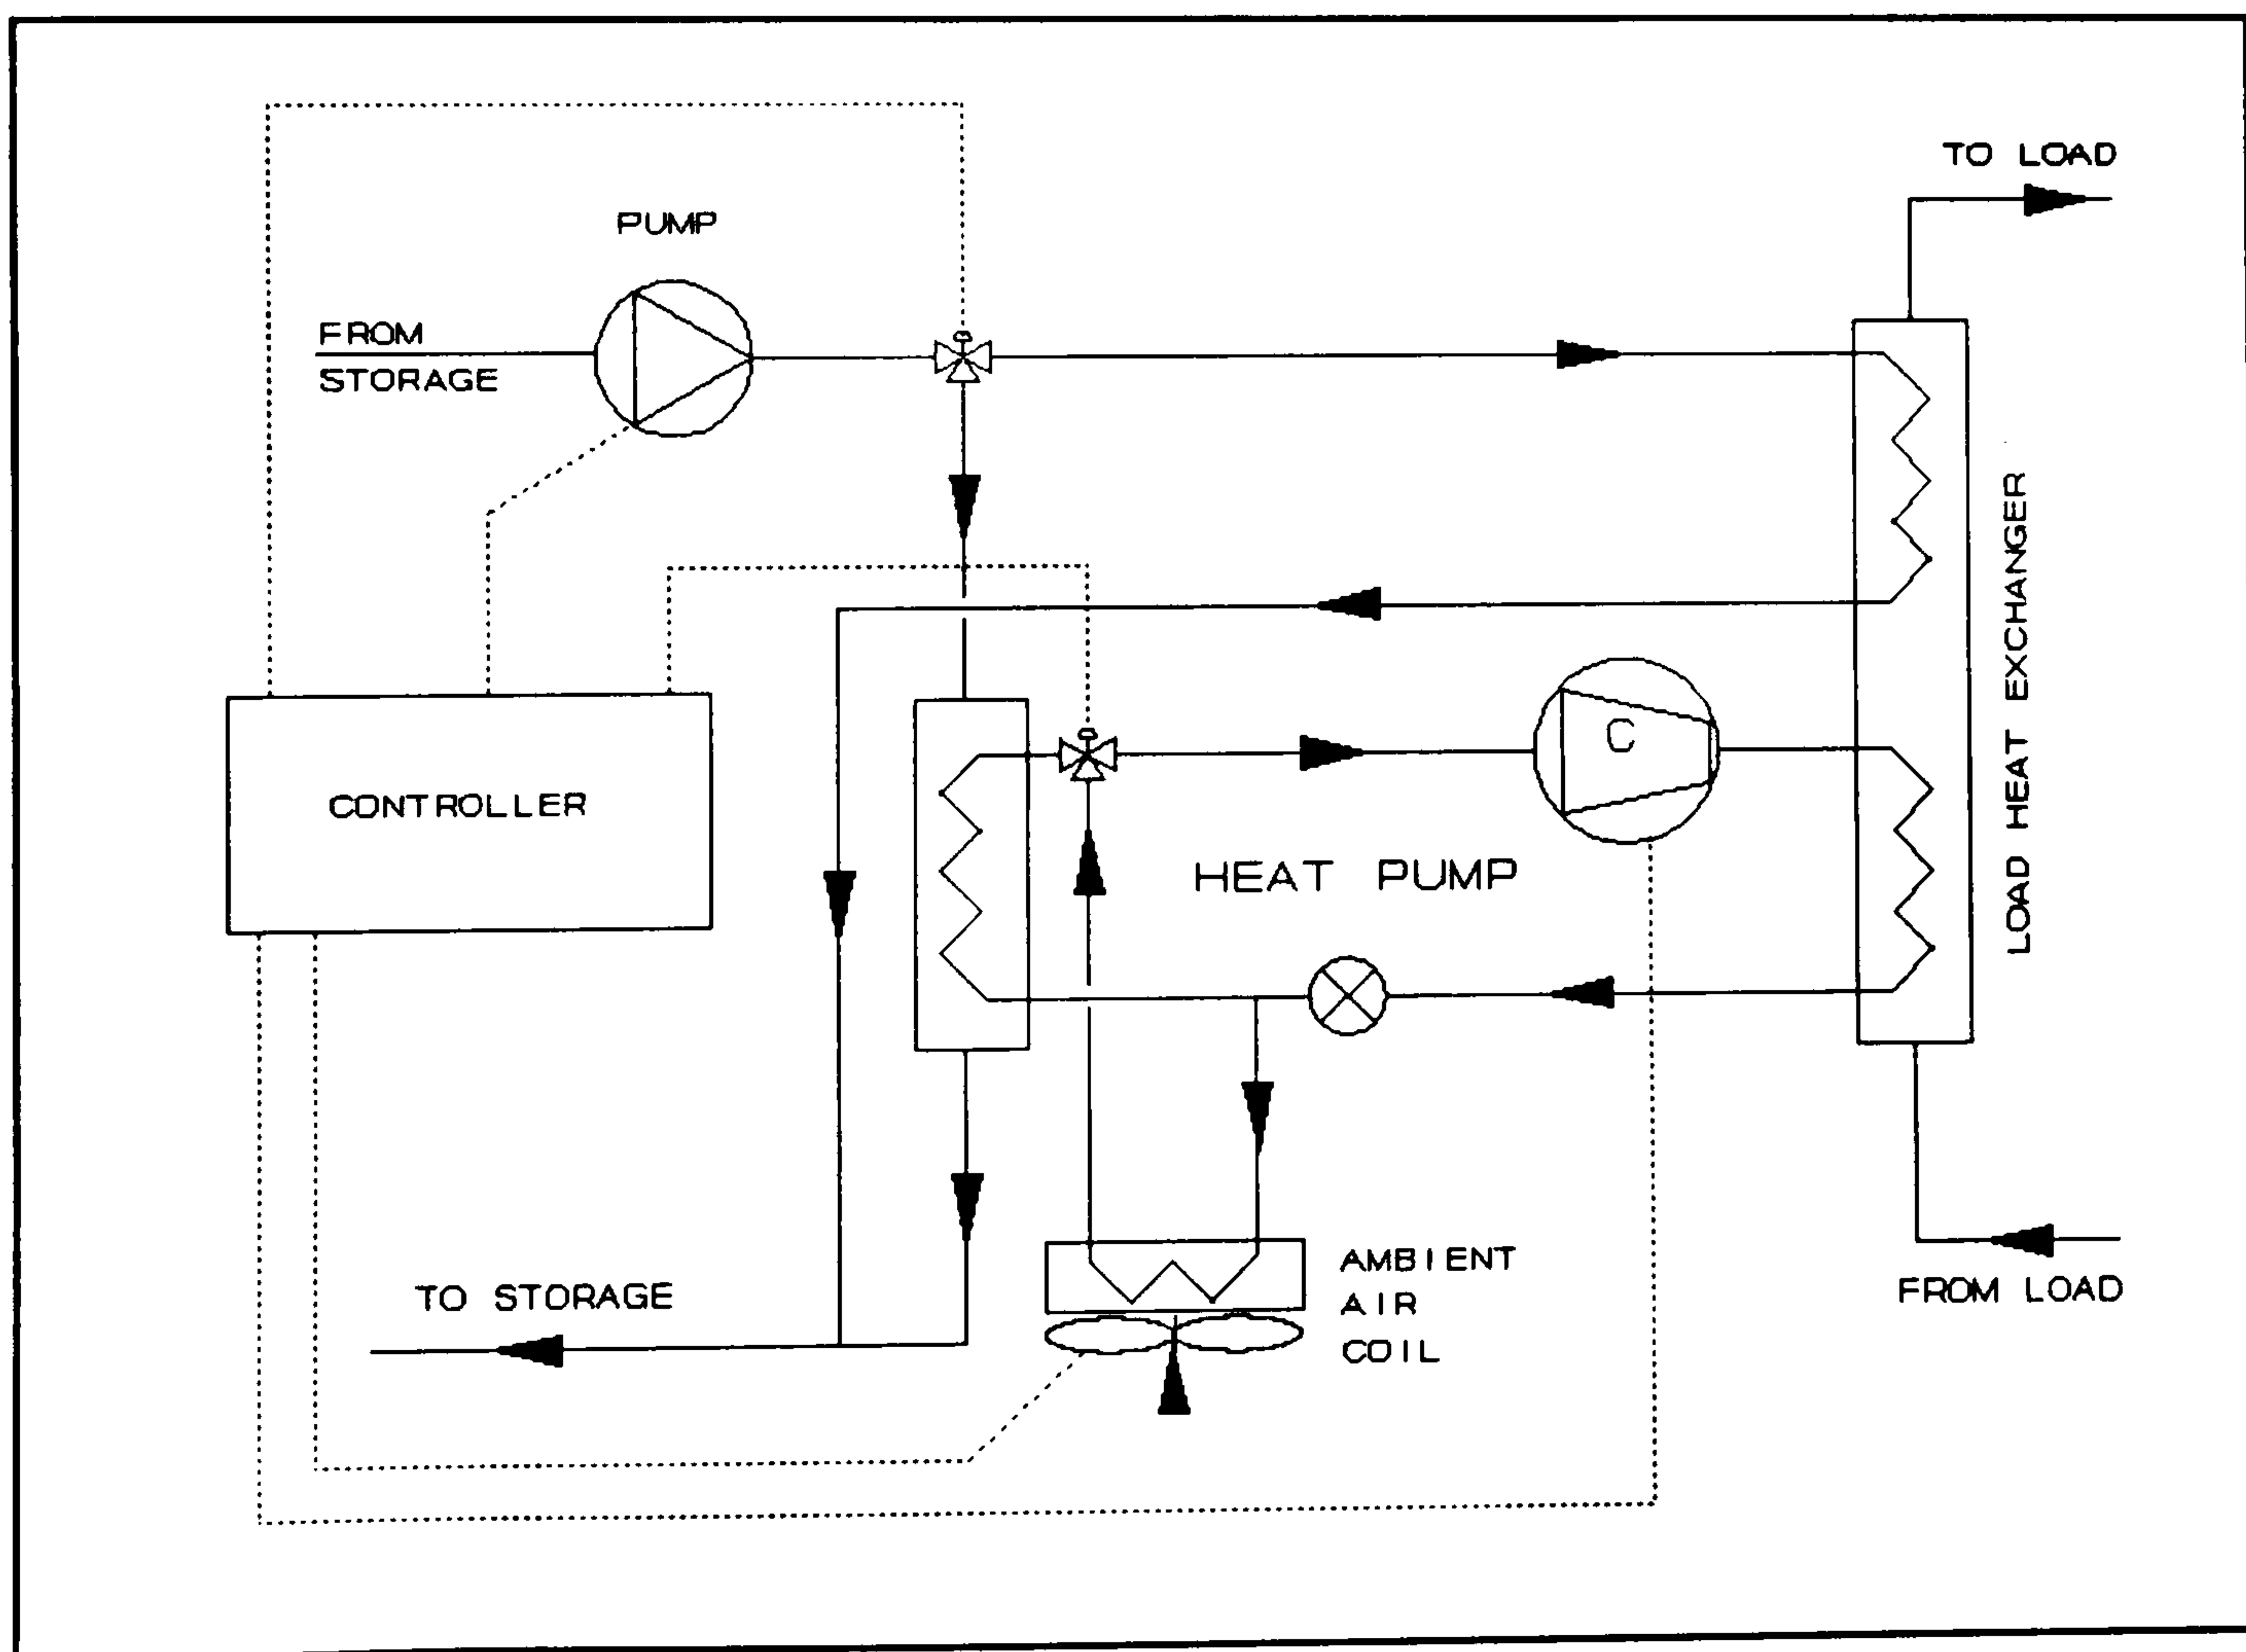 TO LOAD
PUMP
FROM
STORAGE
LOAD HEAT EXCHANGER
C
CONTROLLER
HEAT PUMP
AMBIENT
AIR
COIL
FROM LOAD
TO STORAGE